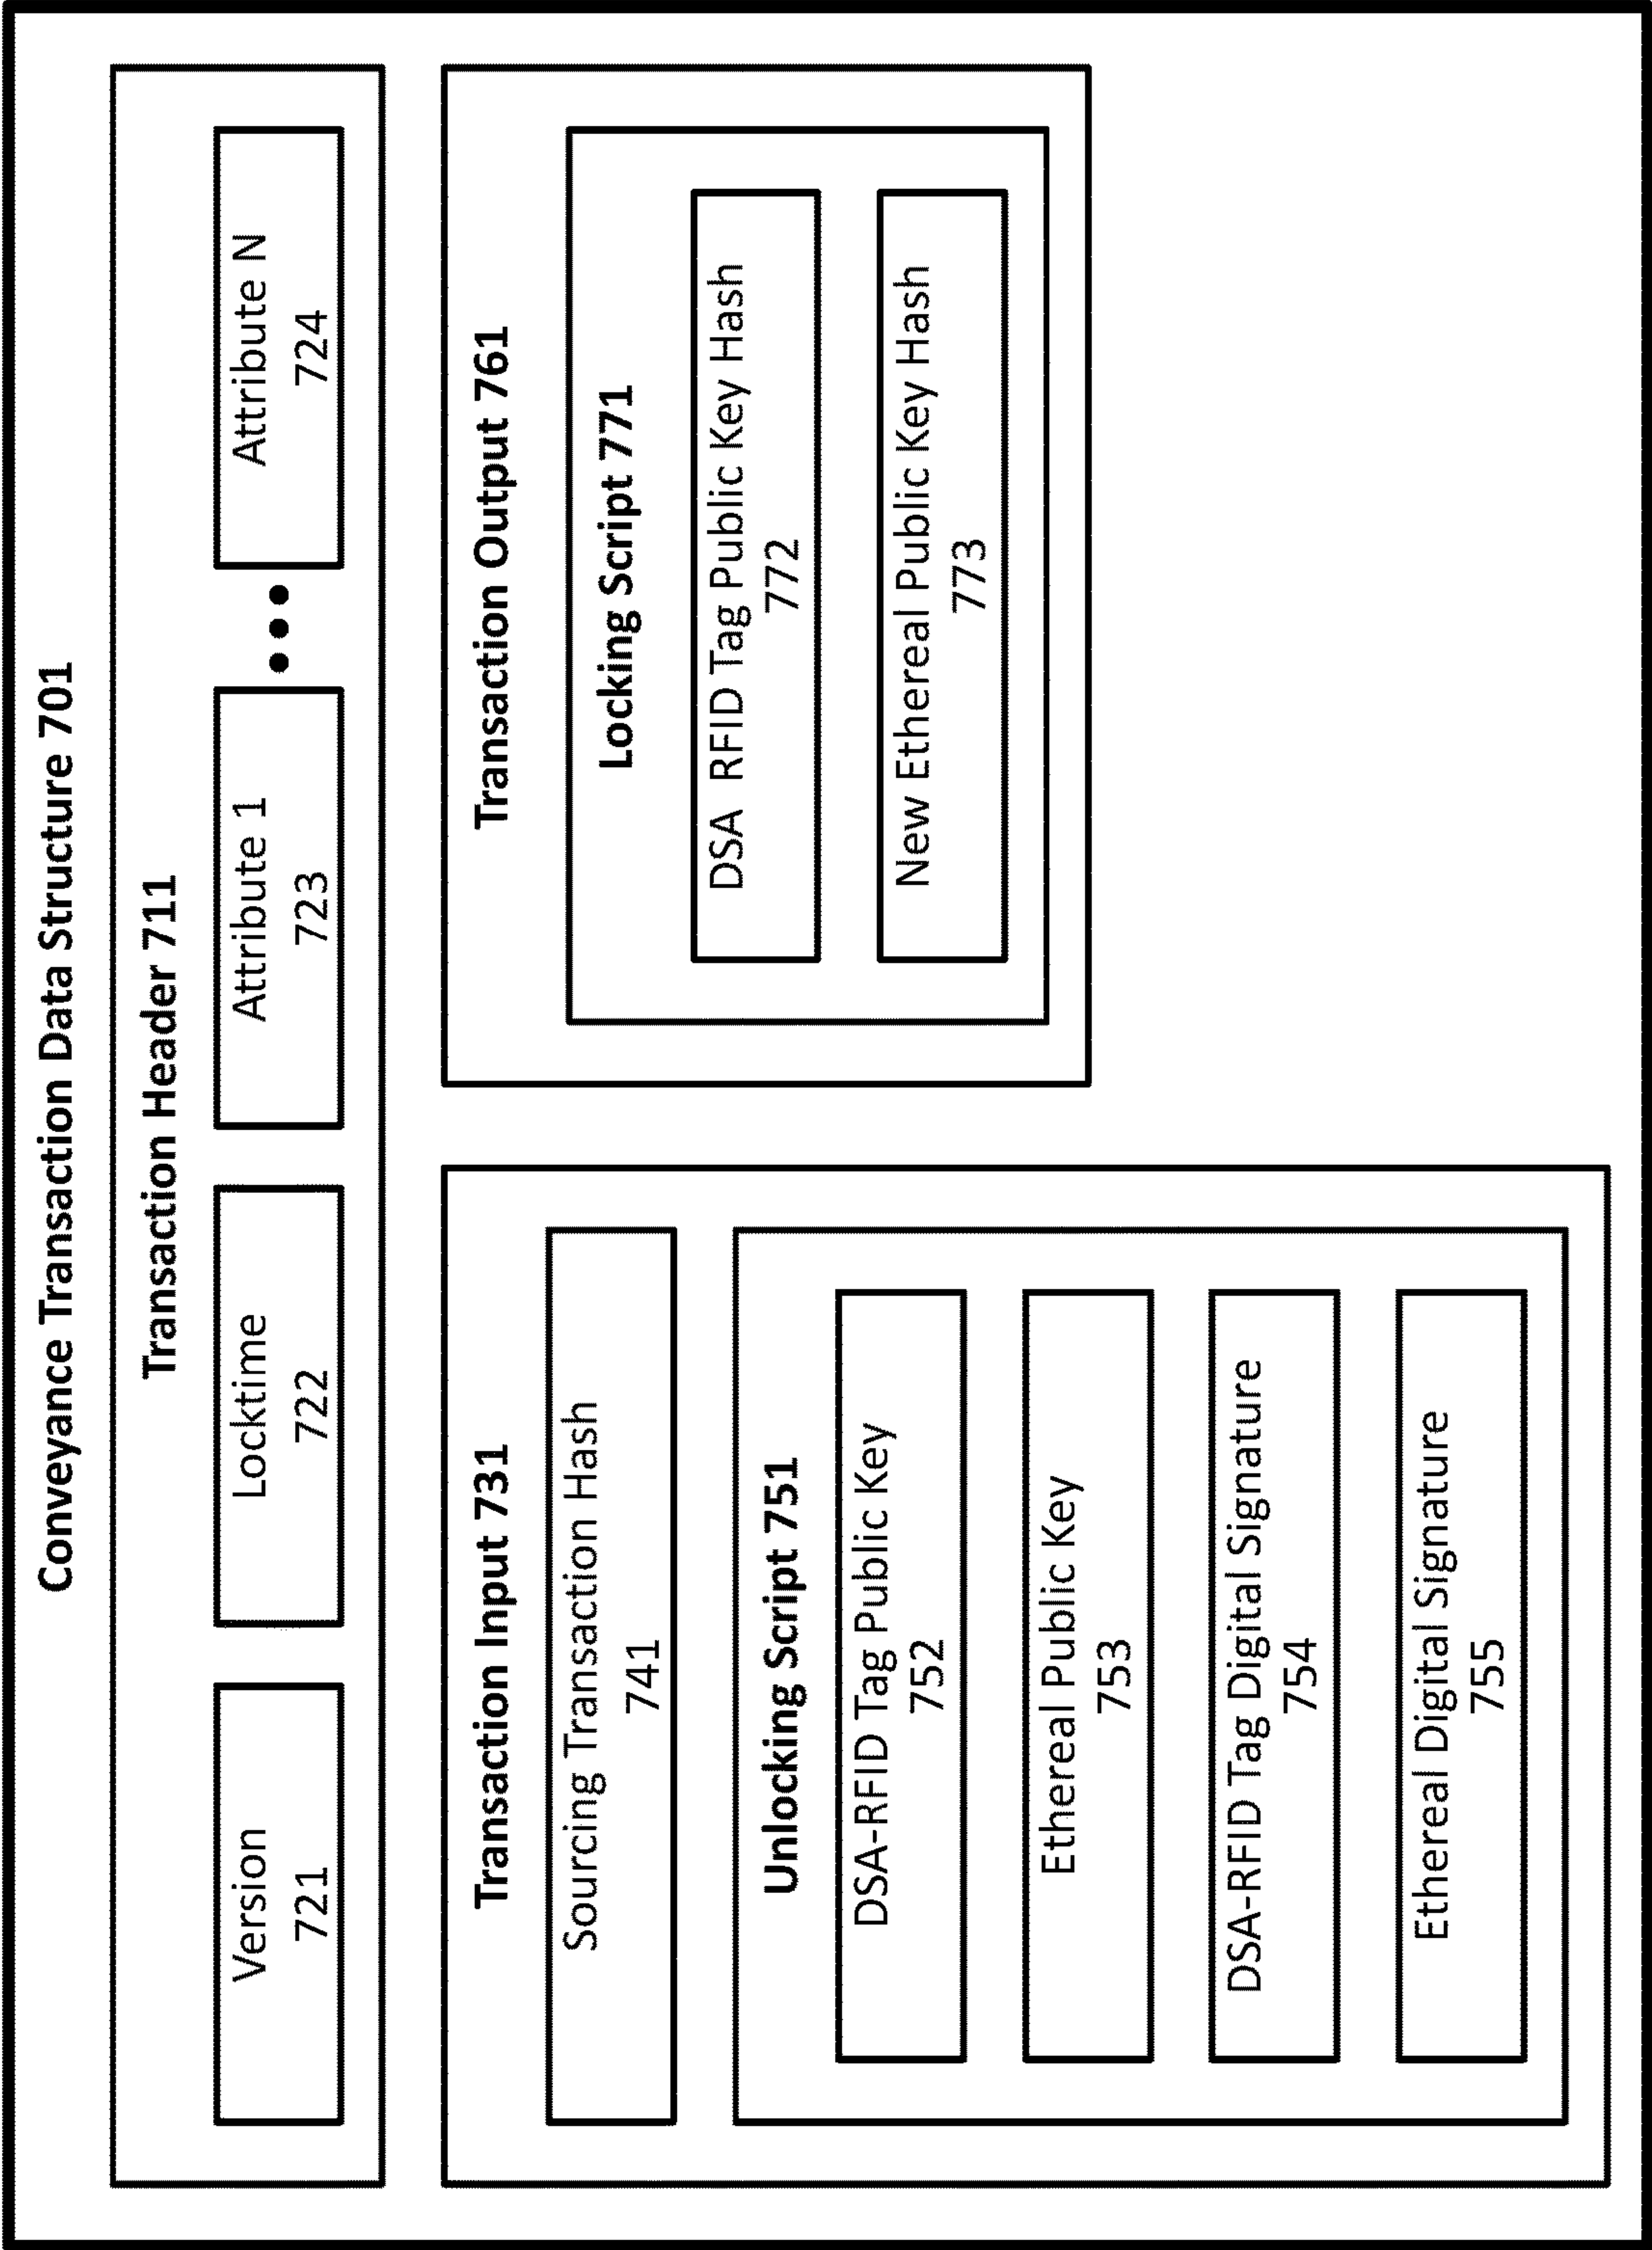 Conveyance Transaction Data Structure 701
Transaction Header 711
Version
721
Locktime
722
Attribute 1
723
•••
Attribute N
724
Transaction Input 731
Sourcing Transaction Hash
741
Unlocking Script 751
DSA-RFID Tag Public Key
752
Ethereal Public Key
753
DSA-RFID Tag Digital Signature
754
Ethereal Digital Signature
755
Transaction Output 761
Locking Script 771
DSA RFID Tag Public Key Hash
772
New Ethereal Public Key Hash
773